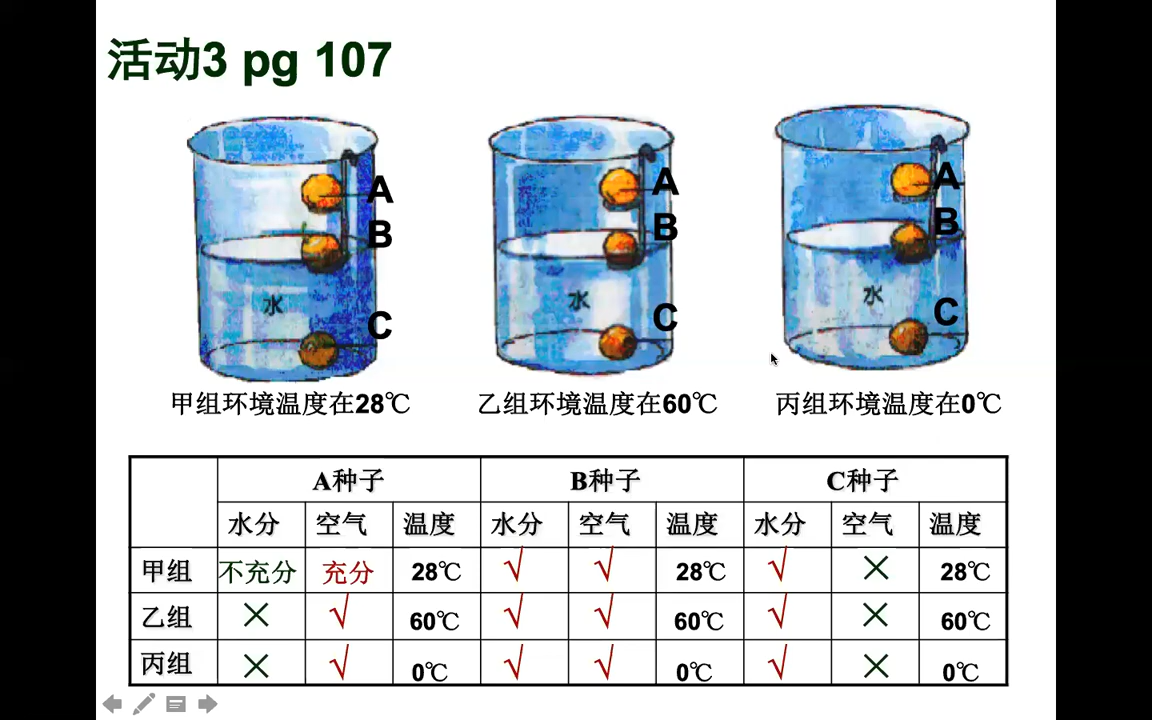 活动3 pg 107
A
B
水
C
A
B
水
C
A
B
水
C
甲组环境温度在28℃
乙组环境温度在60℃
丙组环境温度在0℃
A种子 B种子 C种子
水分 空气 温度 水分 空气 温度 水分 空气 温度
甲组 不充分 充分 28℃ √ √ 28℃ √ × 28℃
乙组 × √ 60℃ √ √ 60℃ √ × 60℃
丙组 × √ 0℃ √ √ 0℃ √ × 0℃